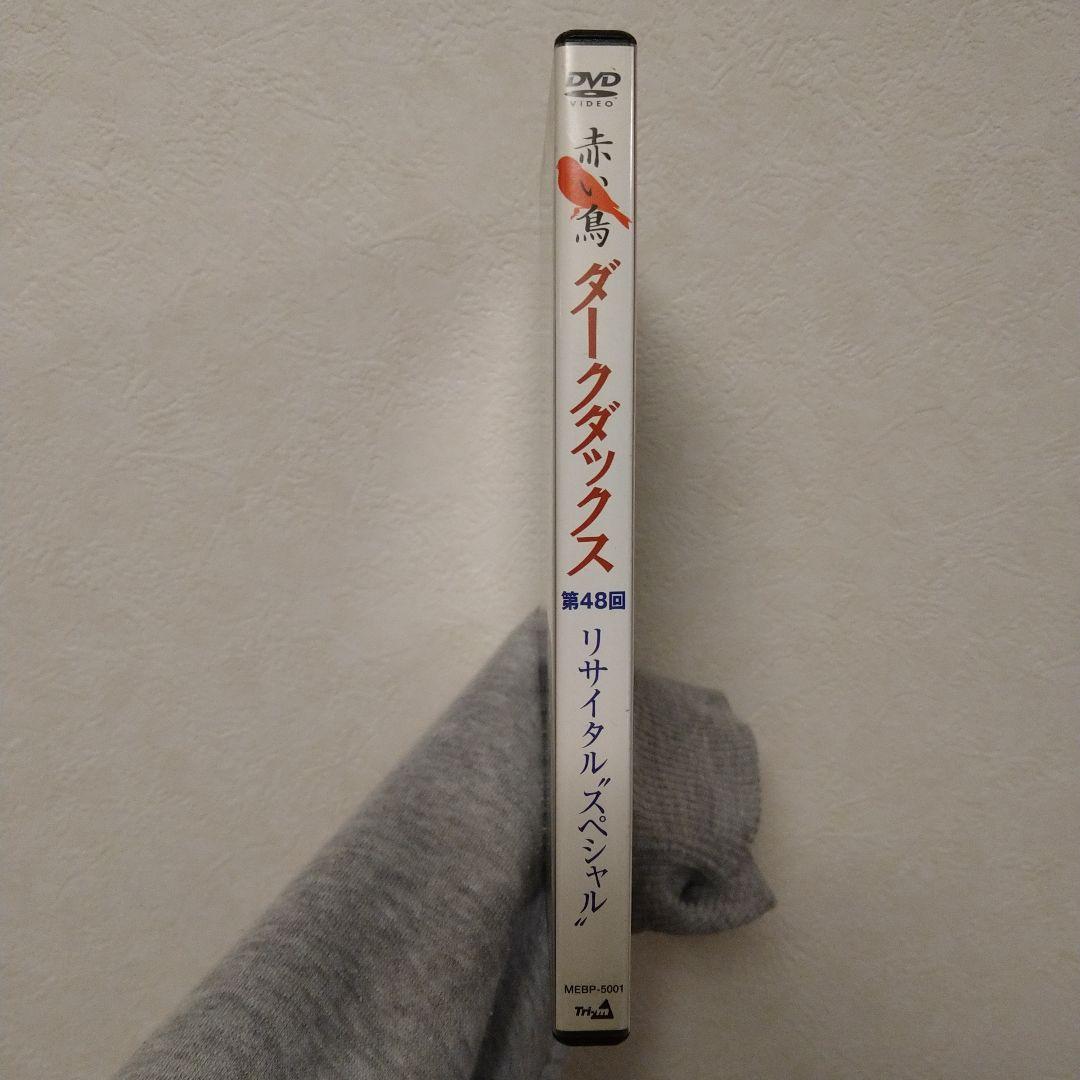 DVD
VIDEO
赤い鳥
ダークダックス
第48回
リサイタル"スペシャル"
MEBP-5001
Tri-m